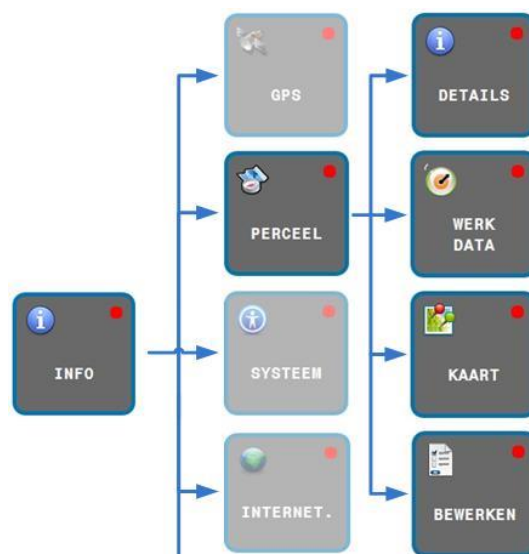 GPS
DETAILS
PERCEEL
WERK
DATA
INFO
SYSTEEM
KAART
INTERNET.
BEWERKEN